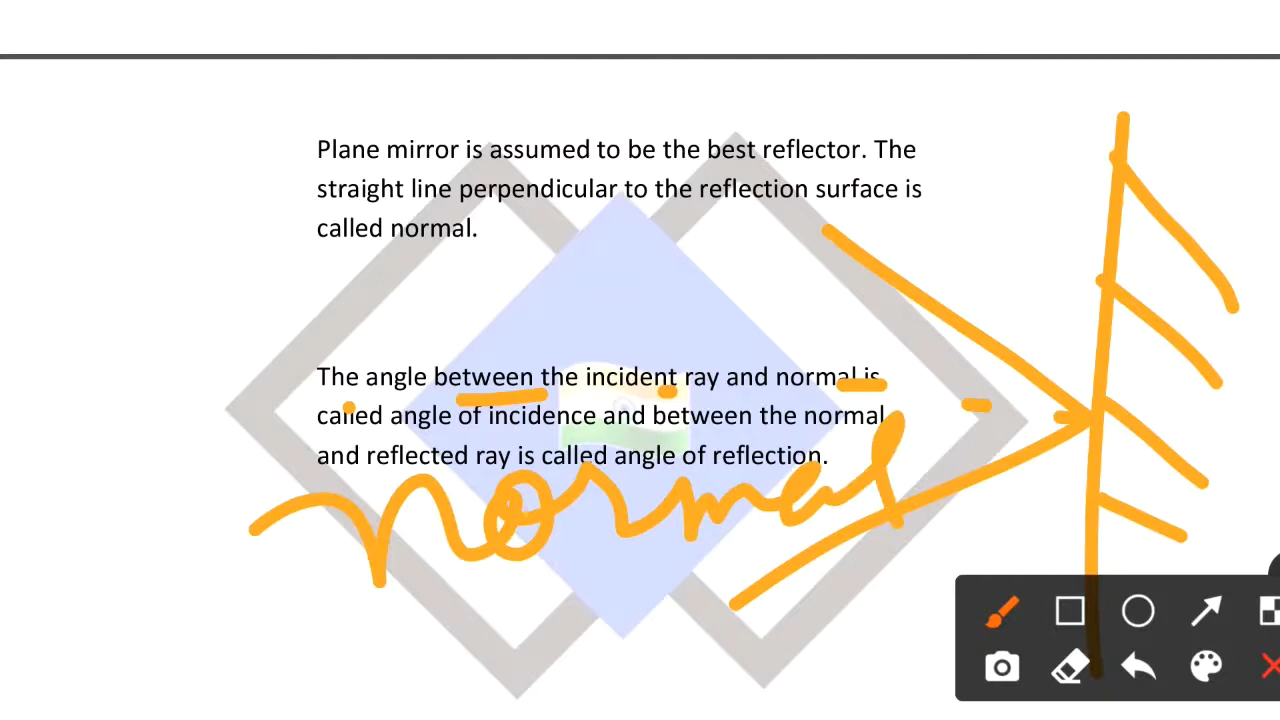 Plane mirror is assumed to be the best reflector. The
straight line perpendicular to the reflection surface is
called normal.
The angle between the incident ray and normal is
called angle of incidence and between the normal
and reflected ray is called angle of reflection.
normal